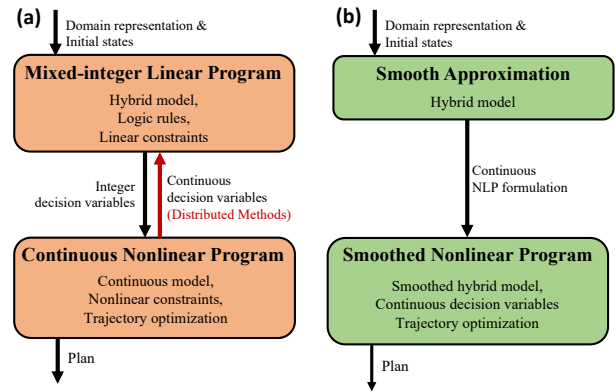 (a)
Domain representation &
Initial states
Mixed-integer Linear Program
Hybrid model,
Logic rules,
Linear constraints
Integer
decision variables
Continuous
decision variables
(Distributed Methods)
Continuous Nonlinear Program
Continuous model,
Nonlinear constraints,
Trajectory optimization
Plan
(b)
Domain representation &
Initial states
Smooth Approximation
Hybrid model
Continuous
NLP formulation
Smoothed Nonlinear Program
Smoothed hybrid model,
Continuous decision variables
Trajectory optimization
Plan